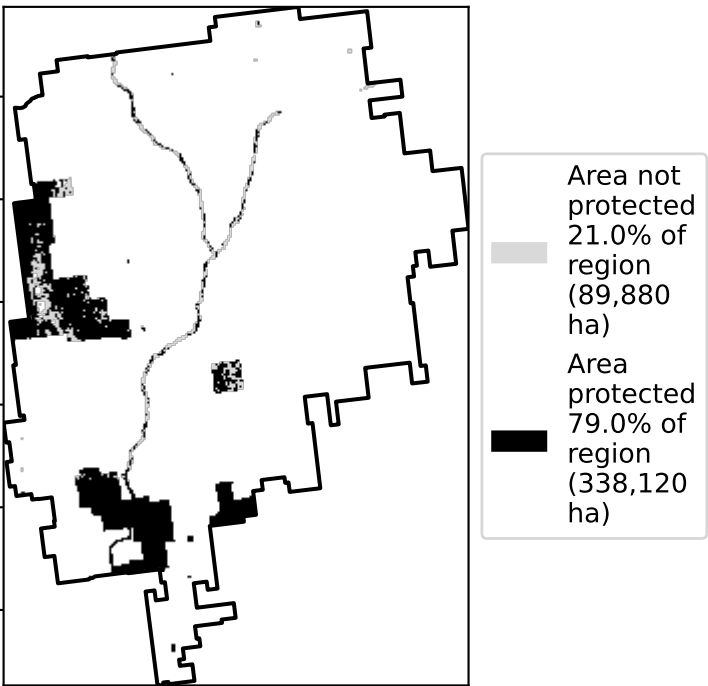 Area not
protected
21.0% of
region
(89,880
ha)
Area
protected
79.0% of
region
(338,120
ha)